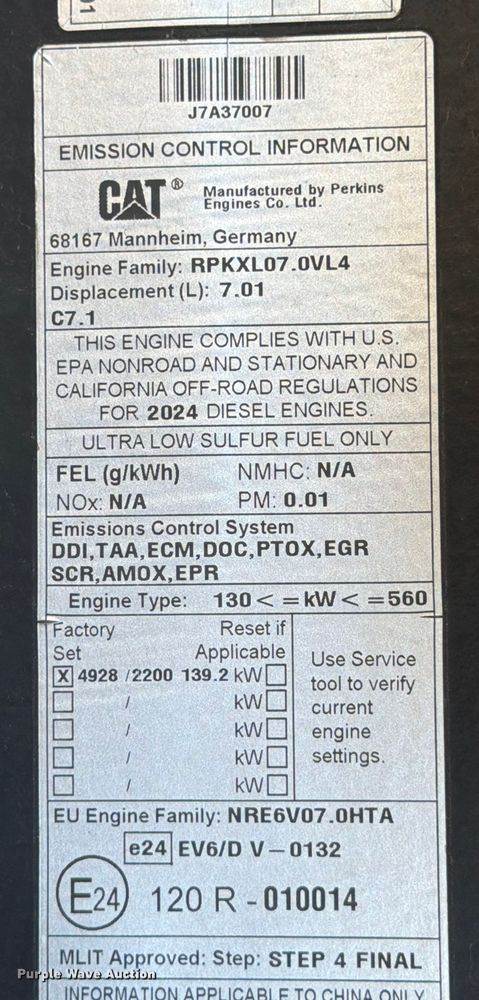 01
J7A37007
EMISSION CONTROL INFORMATION
CAT® Manufactured by Perkins
Engines Co. Ltd.
68167 Mannheim, Germany
Engine Family: RPKXL07.0VL4
Displacement (L): 7.01
C7.1
THIS ENGINE COMPLIES WITH U.S.
EPA NONROAD AND STATIONARY AND
CALIFORNIA OFF-ROAD REGULATIONS
FOR 2024 DIESEL ENGINES.
ULTRA LOW SULFUR FUEL ONLY
FEL (g/kWh) NMHC: N/A
NOx: N/A PM: 0.01
Emissions Control System
DDI,TAA,ECM,DOC,PTOX,EGR
SCR,AMOX,EPR
Engine Type: 130 < = kW < = 560
Factory Reset if
Set Applicable
X 4928 /2200 139.2 kW
/ kW
/ kW
/ kW
/ kW
Use Service
tool to verify
current
engine
settings.
EU Engine Family: NRE6V07.0HTA
e24 EV6/D V – 0132
E24 120 R - 010014
MLIT Approved: Step: STEP 4 FINAL
INFORMATION APPLICABLE TO CHINA ONLY
Purple Wave Auction